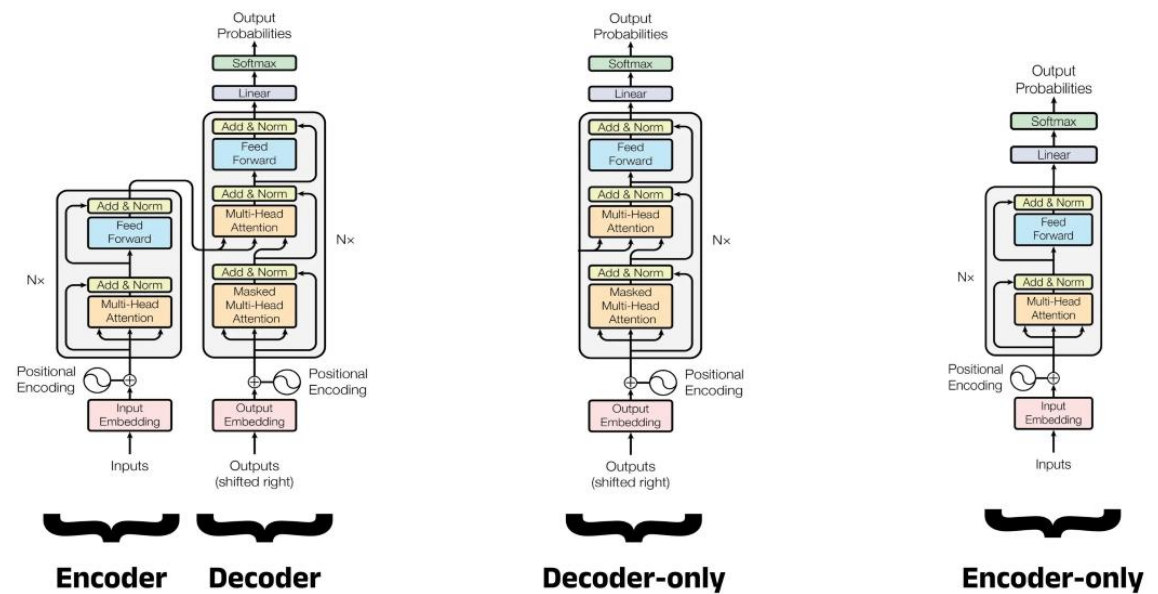 Output
Probabilities
Softmax
Linear
Add & Norm
Feed
Forward
Add & Norm
Multi-Head
Attention
Add & Norm
Masked
Multi-Head
Attention
Nx
Positional
Encoding
Output
Embedding
Outputs
(shifted right)
Add & Norm
Feed
Forward
Add & Norm
Multi-Head
Attention
Nx
Positional
Encoding
Input
Embedding
Inputs
Encoder
Decoder
Output
Probabilities
Softmax
Linear
Add & Norm
Feed
Forward
Add & Norm
Multi-Head
Attention
Add & Norm
Masked
Multi-Head
Attention
Nx
Positional
Encoding
Output
Embedding
Outputs
(shifted right)
Decoder-only
Output
Probabilities
Softmax
Linear
Add & Norm
Feed
Forward
Add & Norm
Multi-Head
Attention
Nx
Positional
Encoding
Input
Embedding
Inputs
Encoder-only